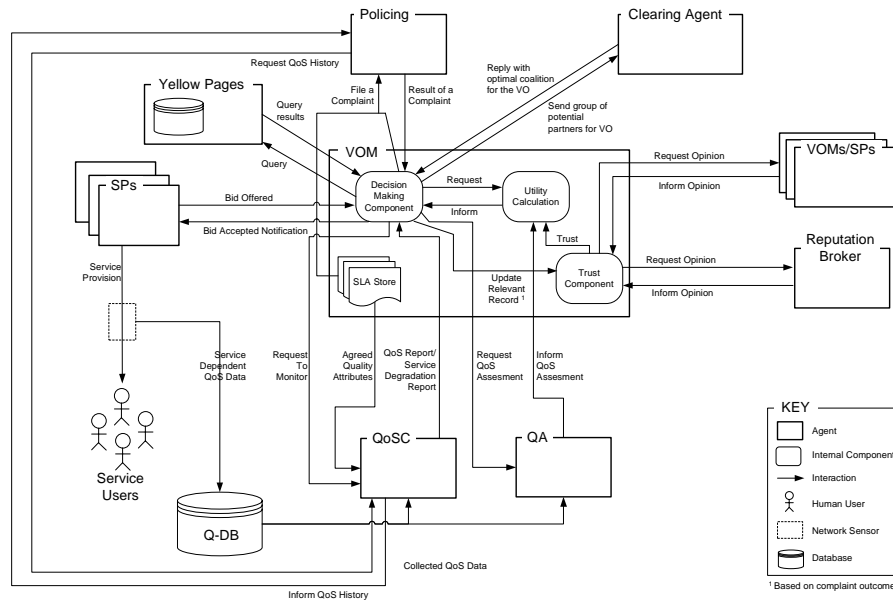 Policing
Clearing Agent
Request QoS History
File a
Complaint
Result of a
Complaint
Reply with
optimal coalition
for the VO
Send group of
potential
partners for VO
Yellow Pages
Query
results
Query
VOM
VOMs/SPs
Request Opinion
Inform Opinion
SPs
Bid Offered
Bid Accepted Notification
Decision
Making
Component
Request
Inform
Utility
Calculation
Trust
Trust
Component
Update
Relevant
Record ¹
SLA Store
Reputation
Broker
Request Opinion
Inform Opinion
Service
Provision
Service
Dependent
QoS Data
Request
To
Monitor
Agreed
Quality
Attributes
QoS Report/
Service
Degradation
Report
Request
QoS
Assesment
Inform
QoS
Assesment
Service
Users
Q-DB
QoSC
QA
Collected QoS Data
Inform QoS History
KEY
Agent
Internal Component
Interaction
Human User
Network Sensor
Database
¹ Based on complaint outcome